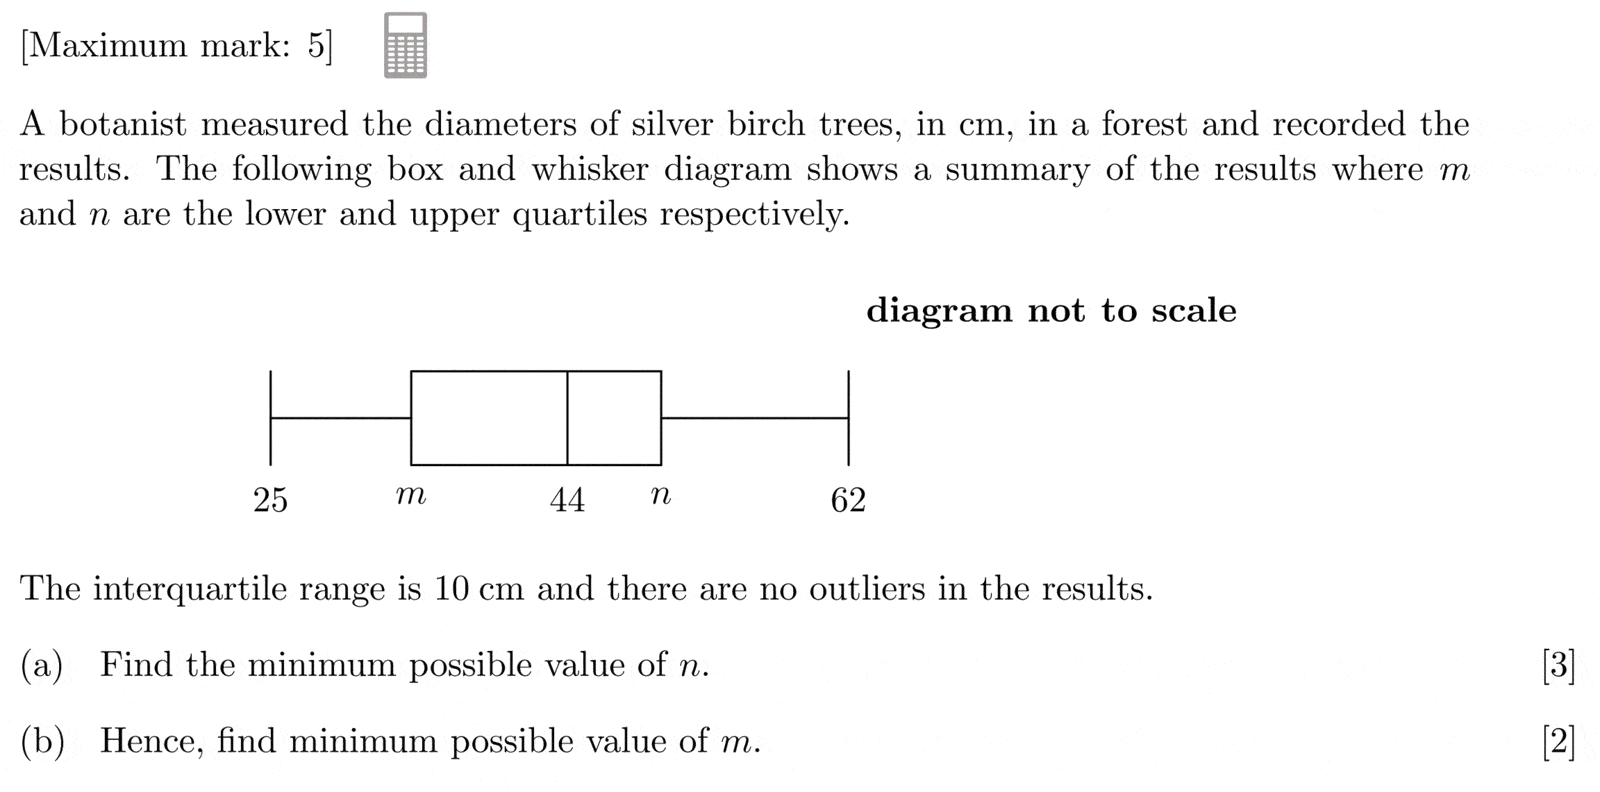 [Maximum mark: 5]
A botanist measured the diameters of silver birch trees, in cm, in a forest and recorded the
results. The following box and whisker diagram shows a summary of the results where m
and n are the lower and upper quartiles respectively.
diagram not to scale
25 m 44 n 62
The interquartile range is 10 cm and there are no outliers in the results.
(a) Find the minimum possible value of n. [3]
(b) Hence, find minimum possible value of m. [2]